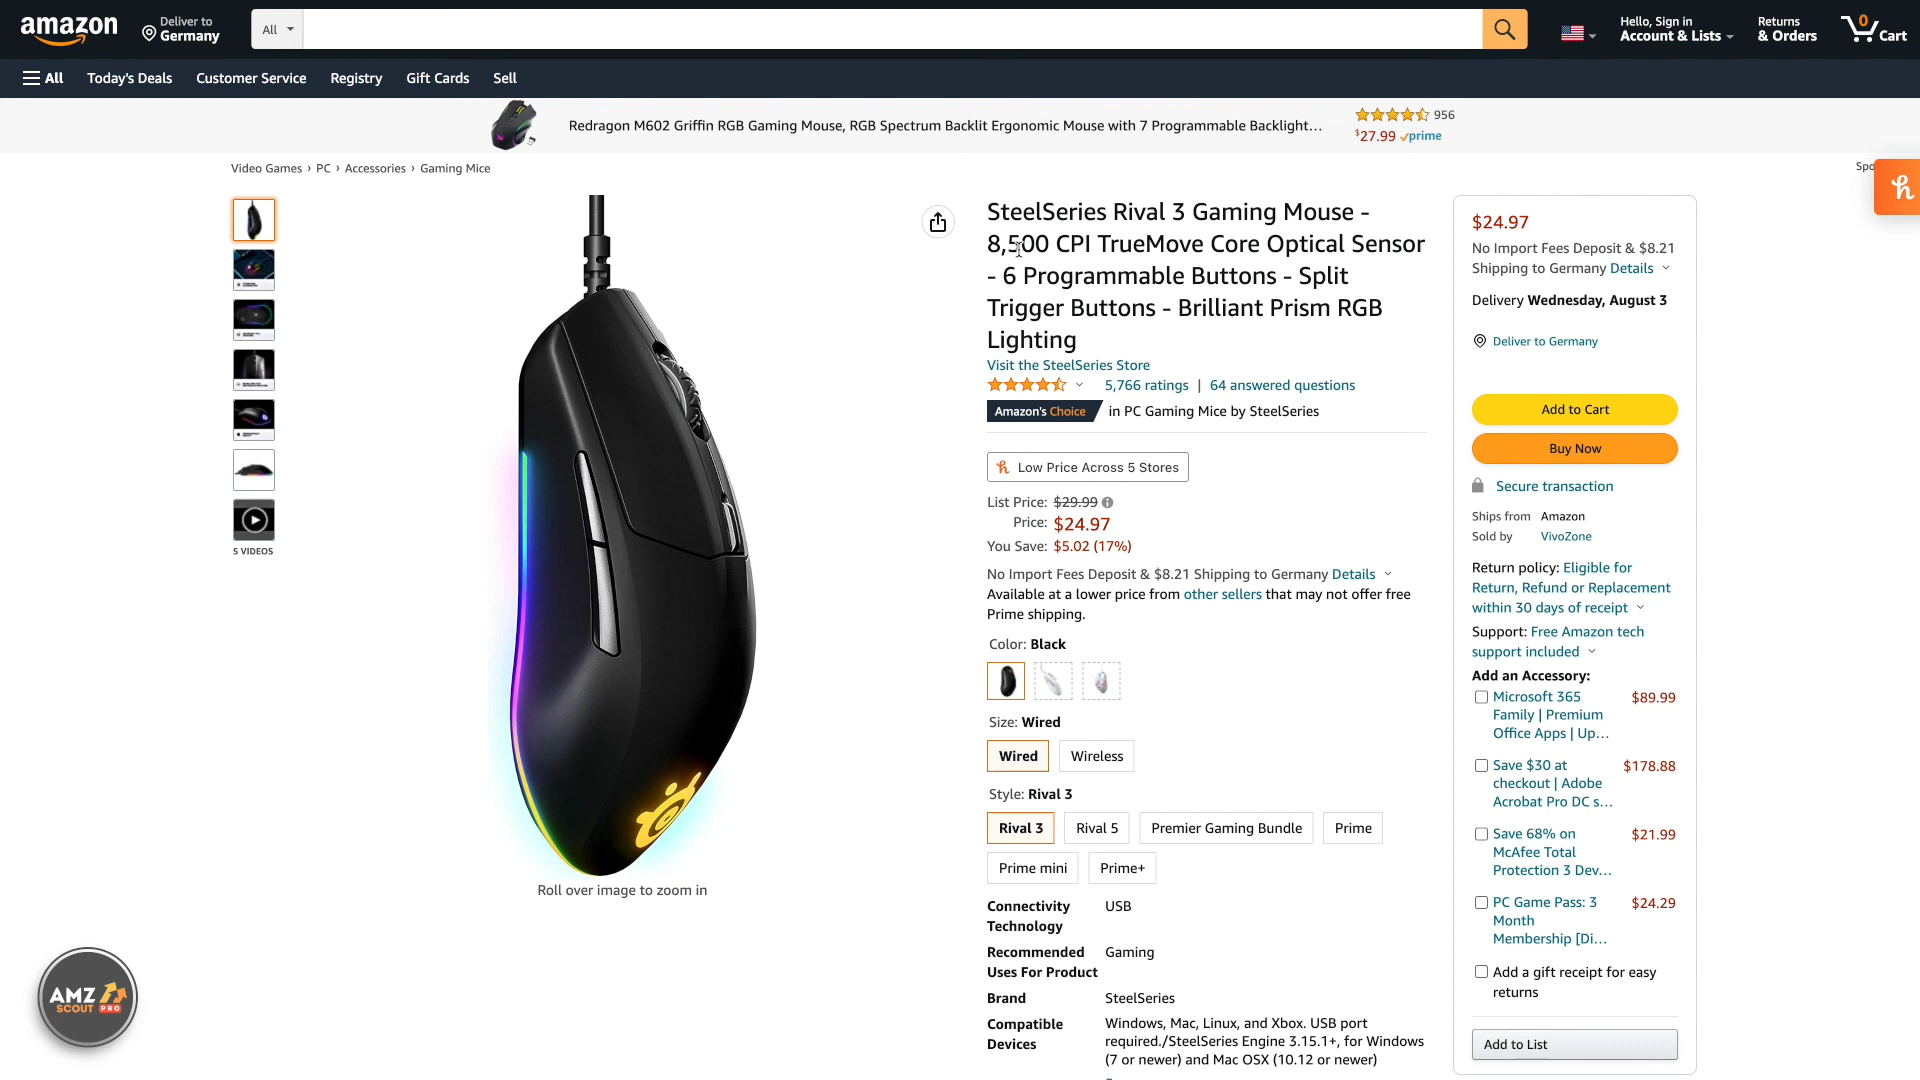 amazon
Deliver to
Germany
All
Hello, Sign in
Account & Lists
Returns
& Orders
0
Cart
All
Today's Deals
Customer Service
Registry
Gift Cards
Sell
Redragon M602 Griffin RGB Gaming Mouse, RGB Spectrum Backlit Ergonomic Mouse with 7 Programmable Backlight...
956
$27.99 prime
Video Games › PC › Accessories › Gaming Mice
Spo
5 VIDEOS
Roll over image to zoom in
AMZ
SCOUT PRO
SteelSeries Rival 3 Gaming Mouse -
8,500 CPI TrueMove Core Optical Sensor
- 6 Programmable Buttons - Split
Trigger Buttons - Brilliant Prism RGB
Lighting
Visit the SteelSeries Store
5,766 ratings | 64 answered questions
Amazon's Choice in PC Gaming Mice by SteelSeries
Low Price Across 5 Stores
List Price: $29.99
Price: $24.97
You Save: $5.02 (17%)
No Import Fees Deposit & $8.21 Shipping to Germany Details
Available at a lower price from other sellers that may not offer free
Prime shipping.
Color: Black
Size: Wired
Wired
Wireless
Style: Rival 3
Rival 3
Rival 5
Premier Gaming Bundle
Prime
Prime mini
Prime+
Connectivity
Technology
USB
Recommended
Uses For Product
Gaming
Brand
SteelSeries
Compatible
Devices
Windows, Mac, Linux, and Xbox. USB port
required./SteelSeries Engine 3.15.1+, for Windows
(7 or newer) and Mac OSX (10.12 or newer)
$24.97
No Import Fees Deposit & $8.21
Shipping to Germany Details
Delivery Wednesday, August 3
Deliver to Germany
Add to Cart
Buy Now
Secure transaction
Ships from Amazon
Sold by VivoZone
Return policy: Eligible for
Return, Refund or Replacement
within 30 days of receipt
Support: Free Amazon tech
support included
Add an Accessory:
Microsoft 365
Family | Premium
Office Apps | Up...
$89.99
Save $30 at
checkout | Adobe
Acrobat Pro DC s...
$178.88
Save 68% on
McAfee Total
Protection 3 Dev...
$21.99
PC Game Pass: 3
Month
Membership [Di...
$24.29
Add a gift receipt for easy
returns
Add to List